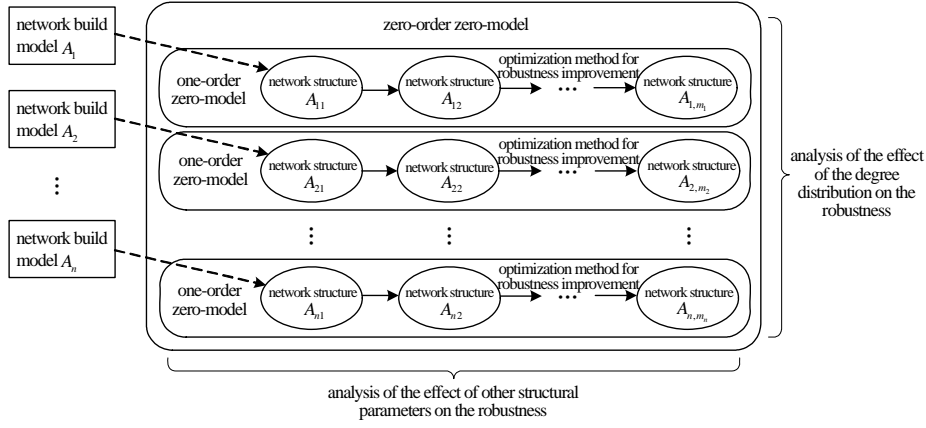 zero-order zero-model
network build
model A₁
one-order
zero-model
network structure
A₁₁
network structure
A₁₂
optimization method for
robustness improvement
...
network structure
A₁,ₘ₁
network build
model A₂
one-order
zero-model
network structure
A₂₁
network structure
A₂₂
optimization method for
robustness improvement
...
network structure
A₂,ₘ₂
⋮
⋮
⋮
⋮
network build
model Aₙ
one-order
zero-model
network structure
Aₙ₁
network structure
Aₙ₂
optimization method for
robustness improvement
...
network structure
Aₙ,ₘₙ
analysis of the effect
of the degree
distribution on the
robustness
analysis of the effect of other structural
parameters on the robustness